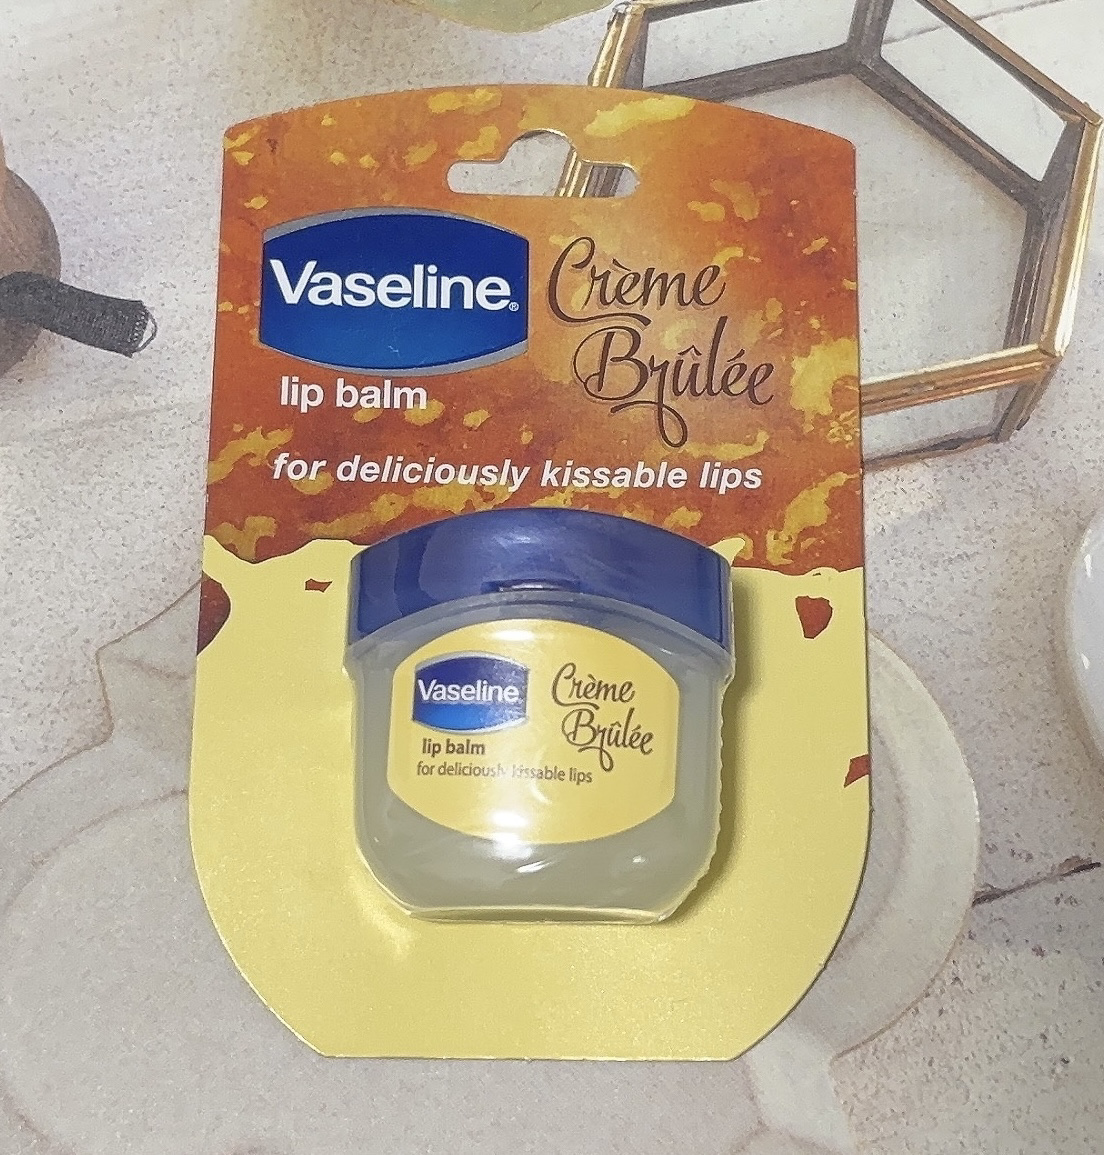 Vaseline®
Crème
Brûlée
lip balm
for deliciously kissable lips
Vaseline
Crème
Brûlée
lip balm
for deliciously kissable lips